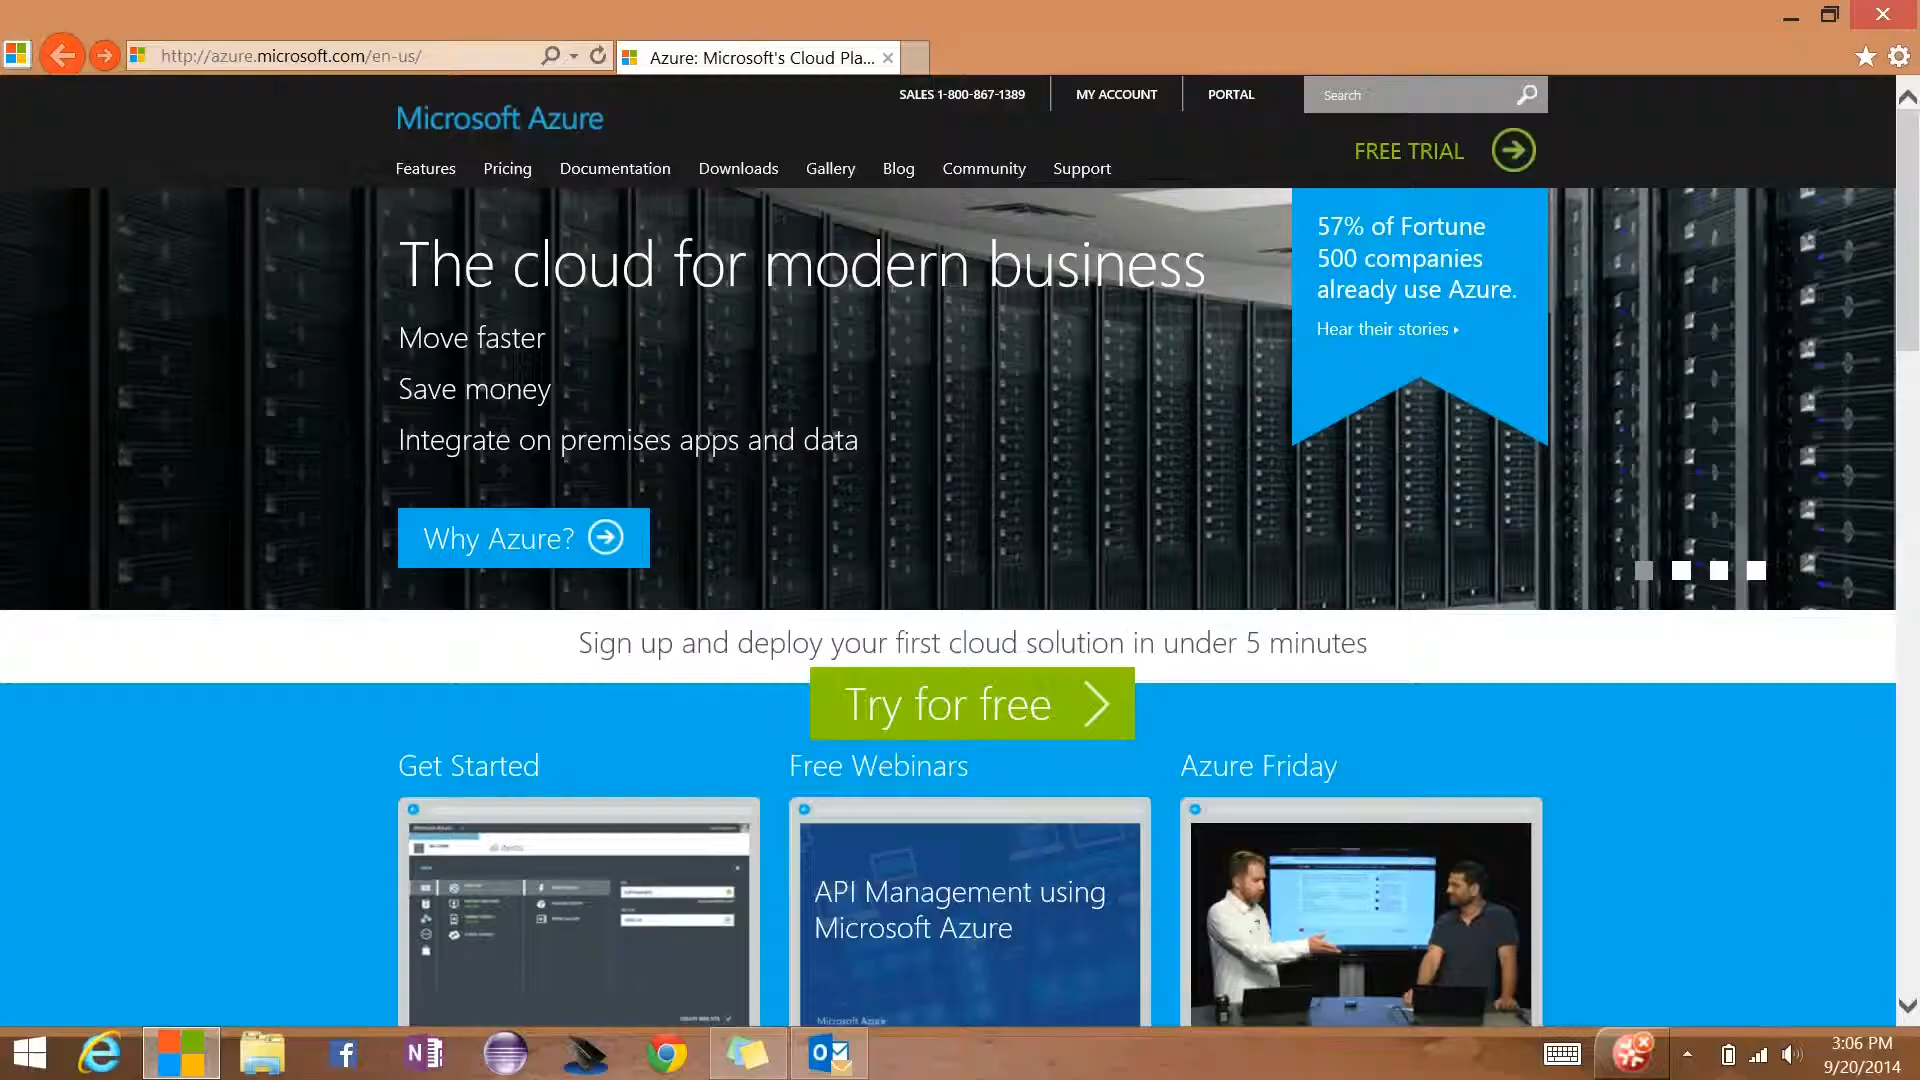 http://azure.microsoft.com/en-us/
Azure: Microsoft's Cloud Pla...
SALES 1-800-867-1389
MY ACCOUNT
PORTAL
Search
Microsoft Azure
FREE TRIAL
Features
Pricing
Documentation
Downloads
Gallery
Blog
Community
Support
The cloud for modern business
Move faster
Save money
Integrate on premises apps and data
Why Azure?
57% of Fortune
500 companies
already use Azure.
Hear their stories
Sign up and deploy your first cloud solution in under 5 minutes
Try for free
Get Started
Free Webinars
Azure Friday
all items
API Management using
Microsoft Azure
Microsoft Azure
3:06 PM
9/20/2014